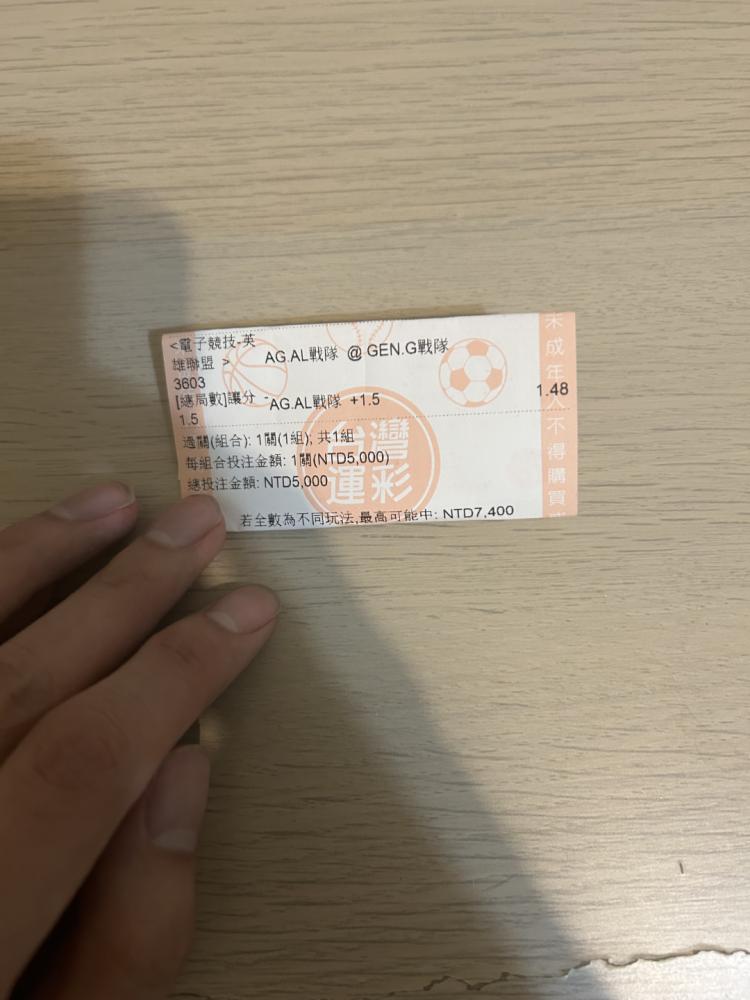 <電子競技-英
雄聯盟 >
AG.AL戰隊 @ GEN.G戰隊
3603
[總局數]讓分 -
1.5
AG.AL戰隊 +1.5
1.48
過關(組合): 1關(1組); 共1組
每組合投注金額: 1關(NTD5,000)
總投注金額: NTD5,000
若全數為不同玩法,最高可能中: NTD7,400
台灣
運彩
未成年人不得購買